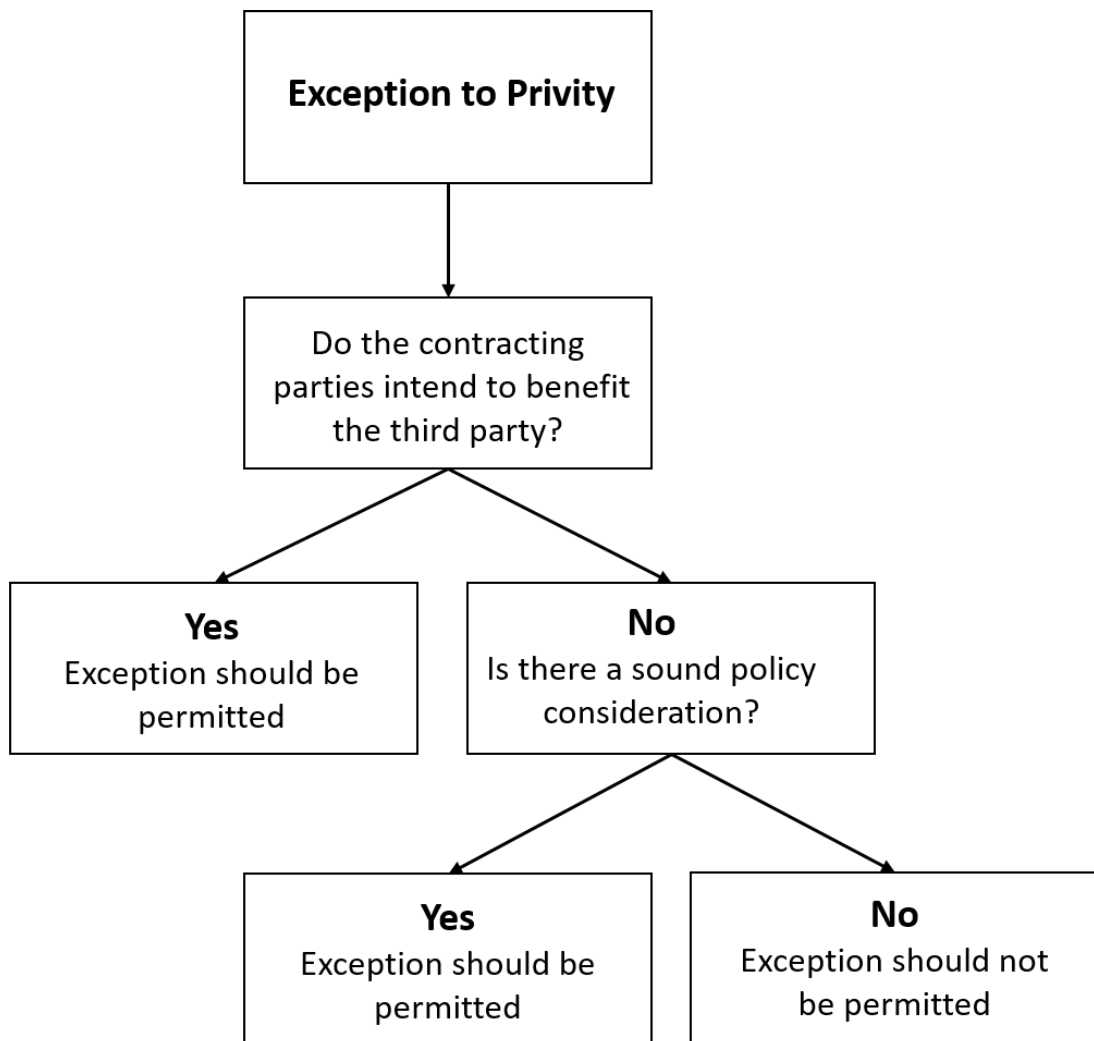 Exception to Privity
Do the contracting
parties intend to benefit
the third party?
Yes
Exception should be
permitted
No
Is there a sound policy
consideration?
Yes
Exception should be
permitted
No
Exception should not
be permitted